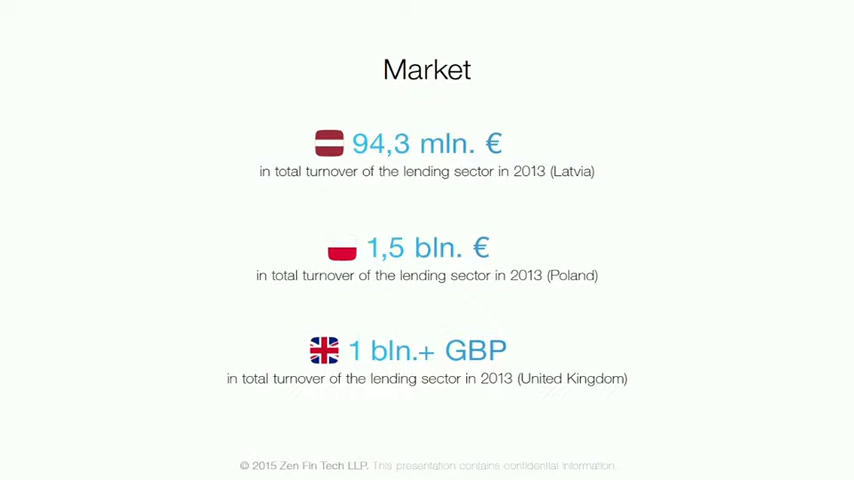 Market
94,3 mln. €
in total turnover of the lending sector in 2013 (Latvia)
1,5 bln. €
in total turnover of the lending sector in 2013 (Poland)
1 bln.+ GBP
in total turnover of the lending sector in 2013 (United Kingdom)
© 2015 Zen Fin Tech LLP. This presentation contains confidential information.